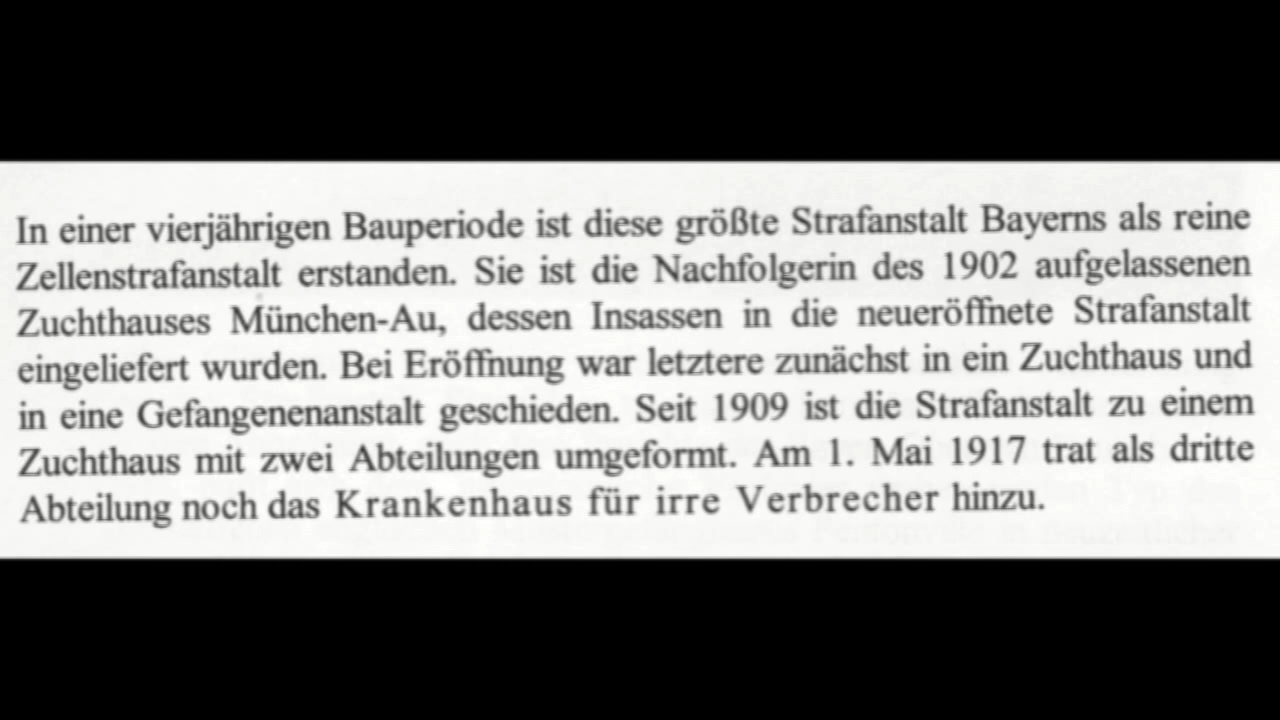 In einer vierjährigen Bauperiode ist diese größte Strafanstalt Bayerns als reine
Zellenstrafanstalt erstanden. Sie ist die Nachfolgerin des 1902 aufgelassenen
Zuchthauses München-Au, dessen Insassen in die neueröffnete Strafanstalt
eingeliefert wurden. Bei Eröffnung war letztere zunächst in ein Zuchthaus und
in eine Gefangenenanstalt geschieden. Seit 1909 ist die Strafanstalt zu einem
Zuchthaus mit zwei Abteilungen umgeformt. Am 1. Mai 1917 trat als dritte
Abteilung noch das Krankenhaus für irre Verbrecher hinzu.